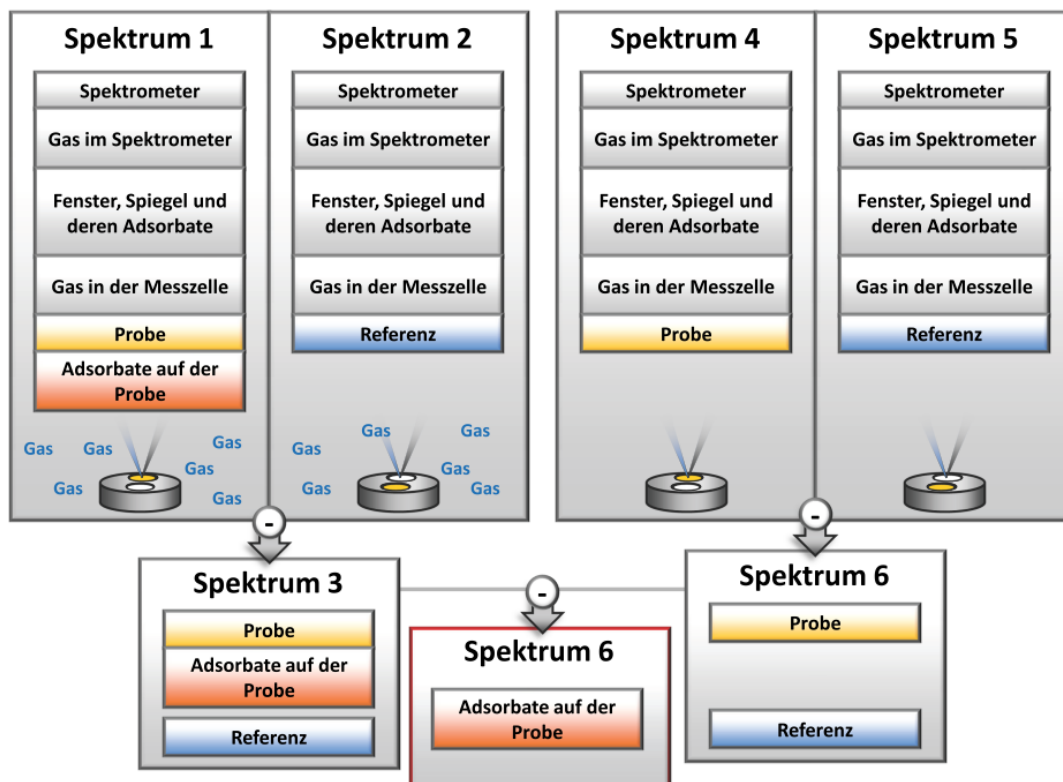 Spektrum 1
Spektrometer
Gas im Spektrometer
Fenster, Spiegel und
deren Adsorbate
Gas in der Messzelle
Probe
Adsorbate auf der
Probe
Gas
Gas
Gas
Gas
Gas
Gas
Spektrum 2
Spektrometer
Gas im Spektrometer
Fenster, Spiegel und
deren Adsorbate
Gas in der Messzelle
Referenz
Gas
Gas
Gas
Gas
Gas
Gas
Spektrum 4
Spektrometer
Gas im Spektrometer
Fenster, Spiegel und
deren Adsorbate
Gas in der Messzelle
Probe
Spektrum 5
Spektrometer
Gas im Spektrometer
Fenster, Spiegel und
deren Adsorbate
Gas in der Messzelle
Referenz
-
-
Spektrum 3
Probe
Adsorbate auf der
Probe
Referenz
-
Spektrum 6
Adsorbate auf der
Probe
Spektrum 6
Probe
Referenz